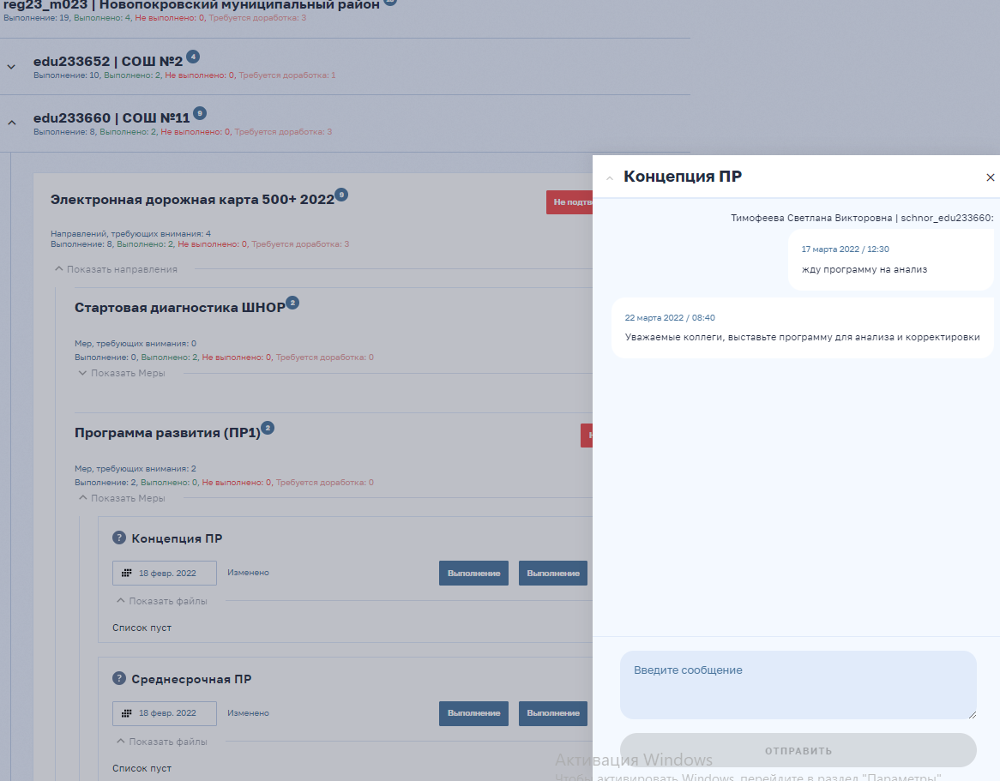 reg23_m023 | Новопокровский муниципальный район
Выполнение: 19, Выполнено: 4, Не выполнено: 0, Требуется доработка: 3
edu233652 | СОШ №2 4
Выполнение: 10, Выполнено: 2, Не выполнено: 0, Требуется доработка: 1
edu233660 | СОШ №11 9
Выполнение: 8, Выполнено: 2, Не выполнено: 0, Требуется доработка: 3
Электронная дорожная карта 500+ 2022 9
Не подтв
Направлений, требующих внимания: 4
Выполнение: 8, Выполнено: 2, Не выполнено: 0, Требуется доработка: 3
Показать направления
Стартовая диагностика ШНОР 2
Мер, требующих внимания: 0
Выполнение: 0, Выполнено: 2, Не выполнено: 0, Требуется доработка: 0
Показать Меры
Программа развития (ПР1) 2
Мер, требующих внимания: 2
Выполнение: 2, Выполнено: 0, Не выполнено: 0, Требуется доработка: 0
Показать Меры
? Концепция ПР
18 февр. 2022 Изменено Выполнение Выполнение
Показать файлы
Список пуст
? Среднесрочная ПР
18 февр. 2022 Изменено Выполнение Выполнение
Показать файлы
Список пуст
Концепция ПР
Тимофеева Светлана Викторовна | schnor_edu233660:
17 марта 2022 / 12:30
жду программу на анализ
22 марта 2022 / 08:40
Уважаемые коллеги, выставьте программу для анализа и корректировки
Введите сообщение
ОТПРАВИТЬ
Активация Windows
Чтобы активировать Windows, перейдите в раздел "Параметры".